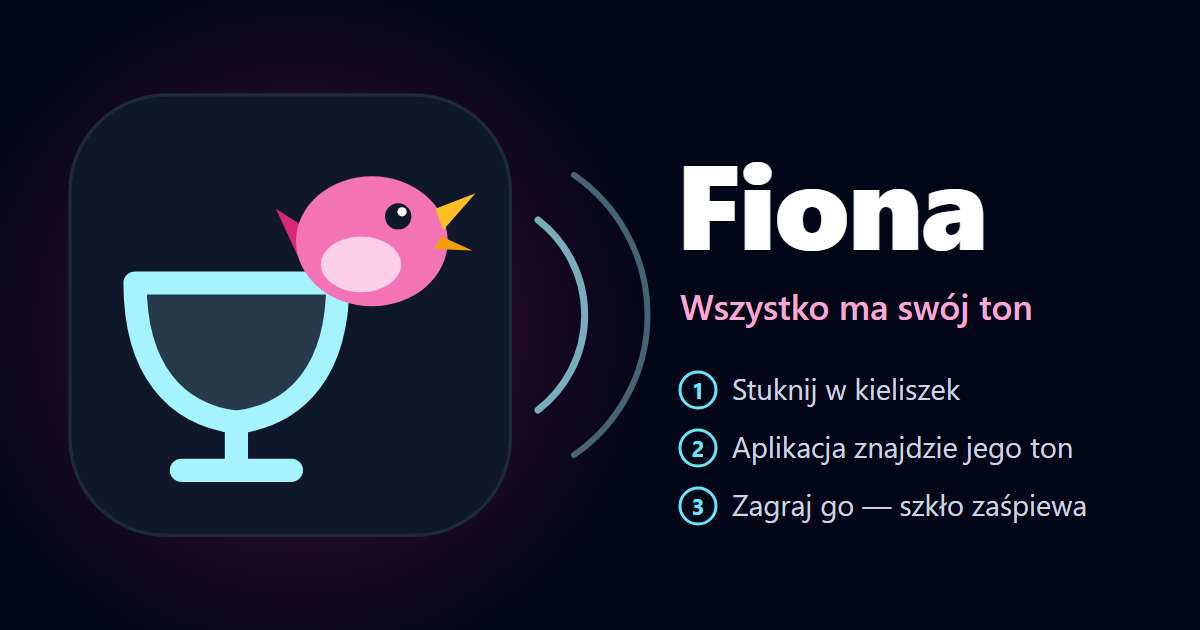 Fiona
Wszystko ma swój ton
1 Stuknij w kieliszek
2 Aplikacja znajdzie jego ton
3 Zagraj go — szkło zaśpiewa